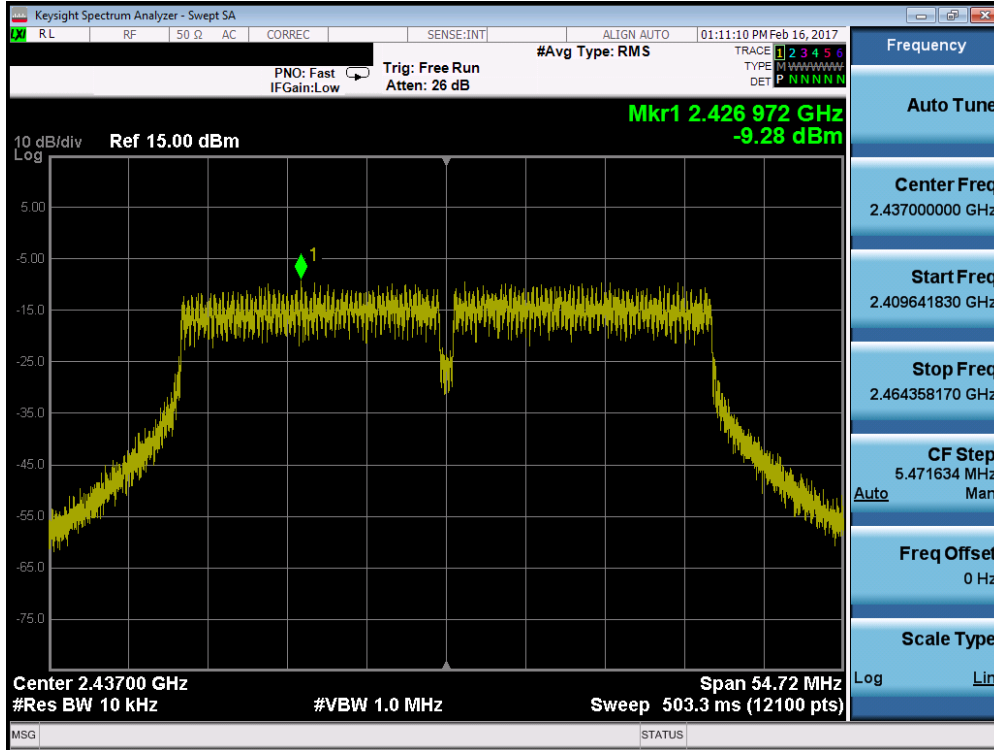 Keysight Spectrum Analyzer - Swept SA
LXI RL RF 50 Ω AC CORREC SENSE:INT ALIGN AUTO 01:11:10 PM Feb 16, 2017
#Avg Type: RMS
TRACE 1 2 3 4 5 6
TYPE M WWWWW
DET P N N N N N
PNO: Fast
IFGain:Low
Trig: Free Run
Atten: 26 dB
Mkr1 2.426 972 GHz
-9.28 dBm
10 dB/div Ref 15.00 dBm
Log
5.00
-5.00
1
-15.0
-25.0
-35.0
-45.0
-55.0
-65.0
-75.0
Center 2.43700 GHz
Span 54.72 MHz
#Res BW 10 kHz
#VBW 1.0 MHz
Sweep 503.3 ms (12100 pts)
MSG
STATUS
Frequency
Auto Tune
Center Freq
2.437000000 GHz
Start Freq
2.409641830 GHz
Stop Freq
2.464358170 GHz
CF Step
5.471634 MHz
Auto Man
Freq Offset
0 Hz
Scale Type
Log Lin